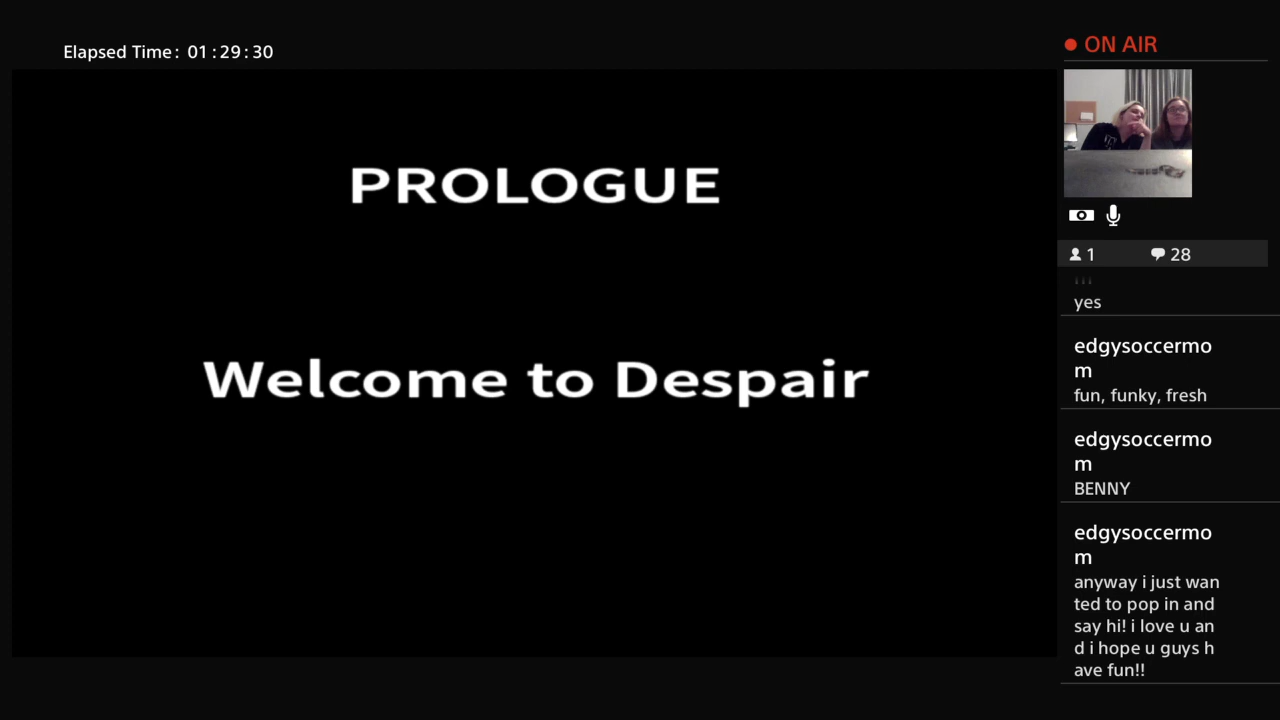 Elapsed Time: 01:29:30
ON AIR
PROLOGUE
Welcome to Despair
1 28
yes
edgysoccermo
m
fun, funky, fresh
edgysoccermo
m
BENNY
edgysoccermo
m
anyway i just wan
ted to pop in and
say hi! i love u an
d i hope u guys h
ave fun!!